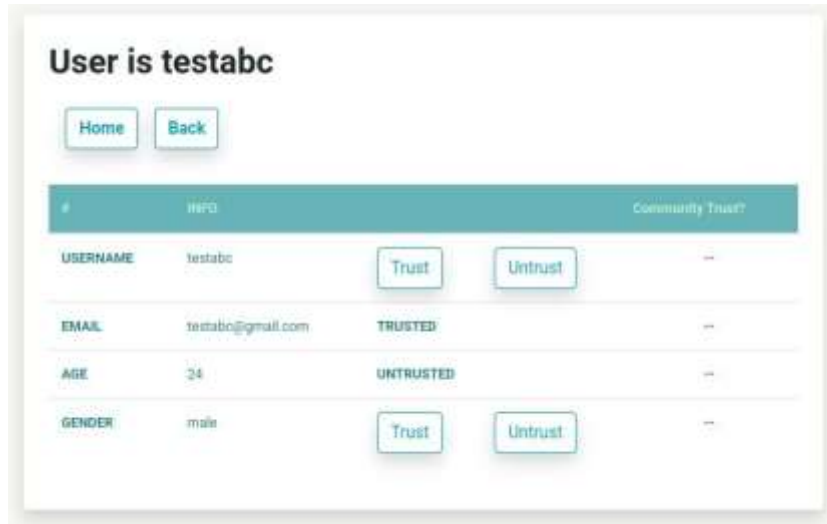 User is testabc
Home Back
# INFO Community Trust?
USERNAME testabc Trust Untrust --
EMAIL testabc@gmail.com TRUSTED --
AGE 24 UNTRUSTED --
GENDER male Trust Untrust --